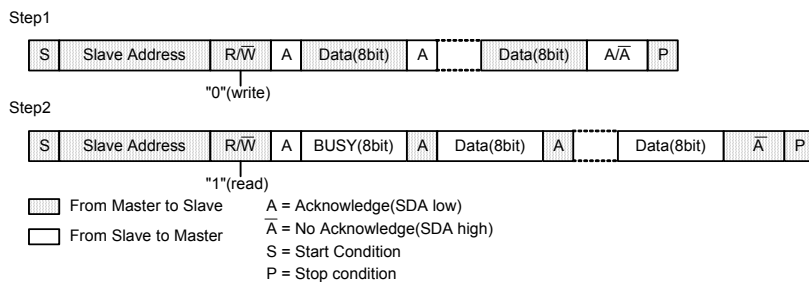 Step1
S Slave Address R/W̅ A Data(8bit) A Data(8bit) A/A̅ P
"0"(write)
Step2
S Slave Address R/W̅ A BUSY(8bit) A Data(8bit) A Data(8bit) A̅ P
"1"(read)
From Master to Slave
From Slave to Master
A = Acknowledge(SDA low)
A̅ = No Acknowledge(SDA high)
S = Start Condition
P = Stop condition